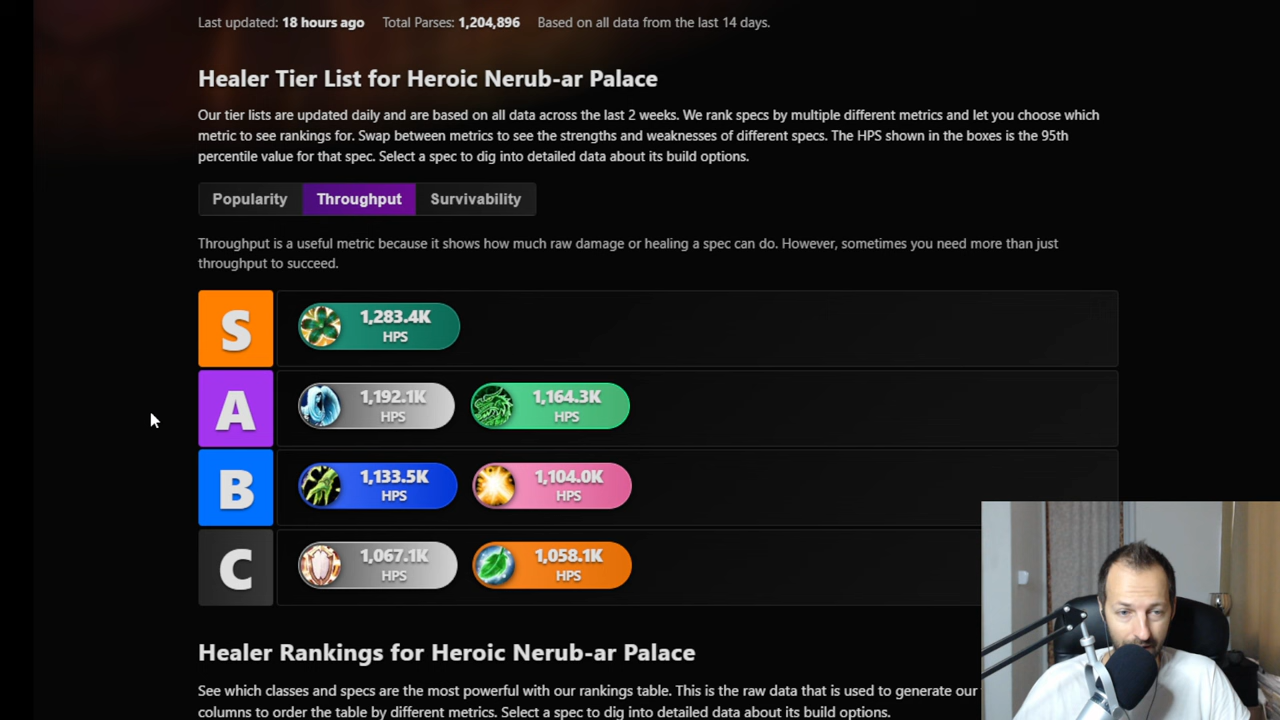 Last updated: 18 hours ago Total Parses: 1,204,896 Based on all data from the last 14 days.
Healer Tier List for Heroic Nerub-ar Palace
Our tier lists are updated daily and are based on all data across the last 2 weeks. We rank specs by multiple different metrics and let you choose which
metric to see rankings for. Swap between metrics to see the strengths and weaknesses of different specs. The HPS shown in the boxes is the 95th
percentile value for that spec. Select a spec to dig into detailed data about its build options.
Popularity Throughput Survivability
Throughput is a useful metric because it shows how much raw damage or healing a spec can do. However, sometimes you need more than just
throughput to succeed.
S
1,283.4K
HPS
A
1,192.1K
HPS
1,164.3K
HPS
B
1,133.5K
HPS
1,104.0K
HPS
C
1,067.1K
HPS
1,058.1K
HPS
Healer Rankings for Heroic Nerub-ar Palace
See which classes and specs are the most powerful with our rankings table. This is the raw data that is used to generate our
columns to order the table by different metrics. Select a spec to dig into detailed data about its build options.